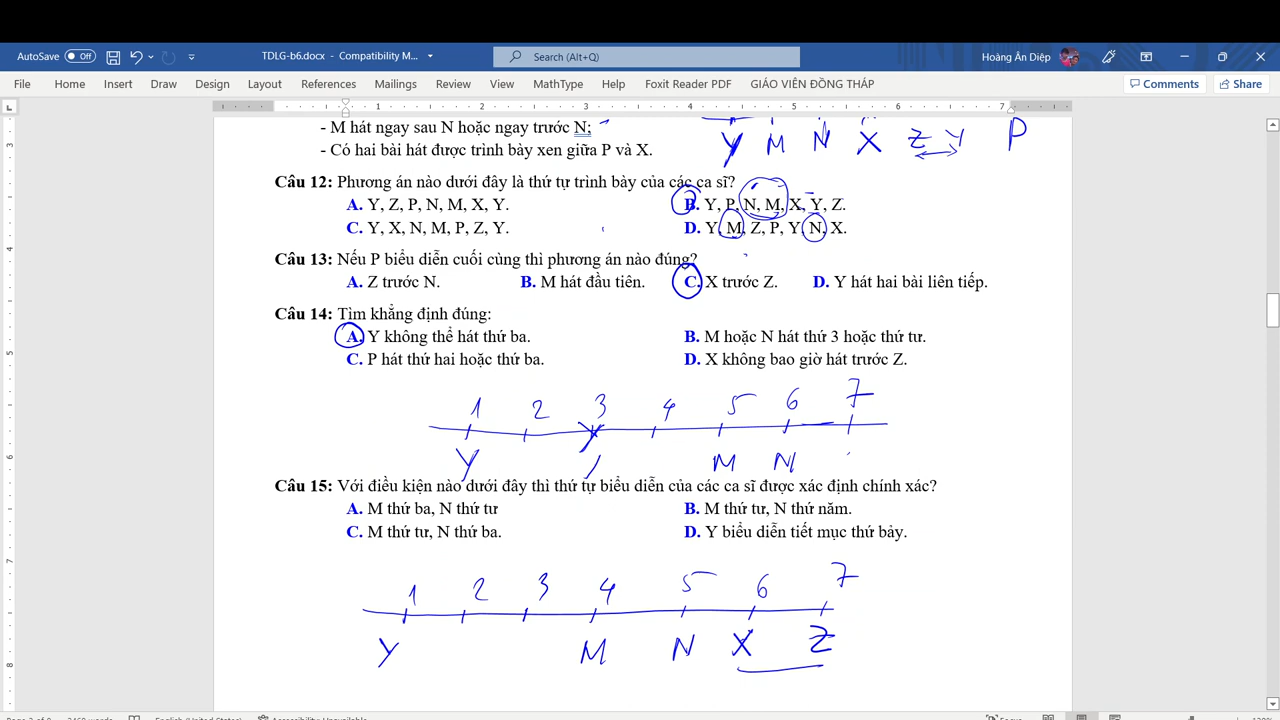 AutoSave Off TDLG-b6.docx - Compatibility M... Search (Alt+Q) Hoàng Ân Diệp
File Home Insert Draw Design Layout References Mailings Review View MathType Help Foxit Reader PDF GIÁO VIÊN ĐỒNG THÁP Comments Share
1 2 3 4 5 6 7
- M hát ngay sau N hoặc ngay trước N;
- Có hai bài hát được trình bày xen giữa P và X.
Y M N X Z Y P
Câu 12: Phương án nào dưới đây là thứ tự trình bày của các ca sĩ?
A. Y, Z, P, N, M, X, Y. B. Y, P, N, M, X, Y, Z.
C. Y, X, N, M, P, Z, Y. D. Y, M, Z, P, Y, N, X.
Câu 13: Nếu P biểu diễn cuối cùng thì phương án nào đúng?
A. Z trước N. B. M hát đầu tiên. C. X trước Z. D. Y hát hai bài liên tiếp.
Câu 14: Tìm khẳng định đúng:
A. Y không thể hát thứ ba. B. M hoặc N hát thứ 3 hoặc thứ tư.
C. P hát thứ hai hoặc thứ ba. D. X không bao giờ hát trước Z.
1 2 3 4 5 6 7
Y Y M N
Câu 15: Với điều kiện nào dưới đây thì thứ tự biểu diễn của các ca sĩ được xác định chính xác?
A. M thứ ba, N thứ tư B. M thứ tư, N thứ năm.
C. M thứ tư, N thứ ba. D. Y biểu diễn tiết mục thứ bảy.
1 2 3 4 5 6 7
Y M N X Z